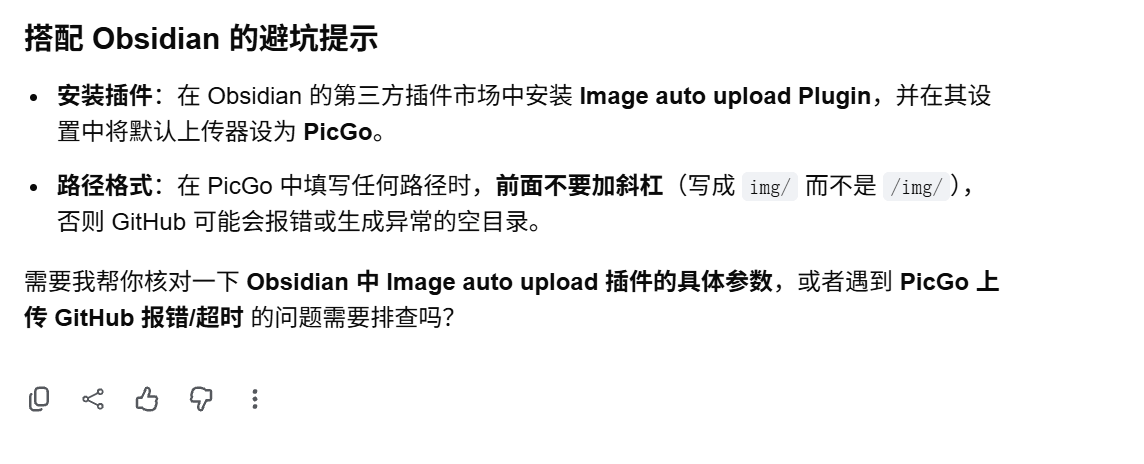 搭配 Obsidian 的避坑提示
安装插件：在 Obsidian 的第三方插件市场中安装 Image auto upload Plugin，并在其设
置中将默认上传器设为 PicGo。
路径格式：在 PicGo 中填写任何路径时，前面不要加斜杠（写成 img/ 而不是 /img/），
否则 GitHub 可能会报错或生成异常的空目录。
需要我帮你核对一下 Obsidian 中 Image auto upload 插件的具体参数，或者遇到 PicGo 上
传 GitHub 报错/超时 的问题需要排查吗？